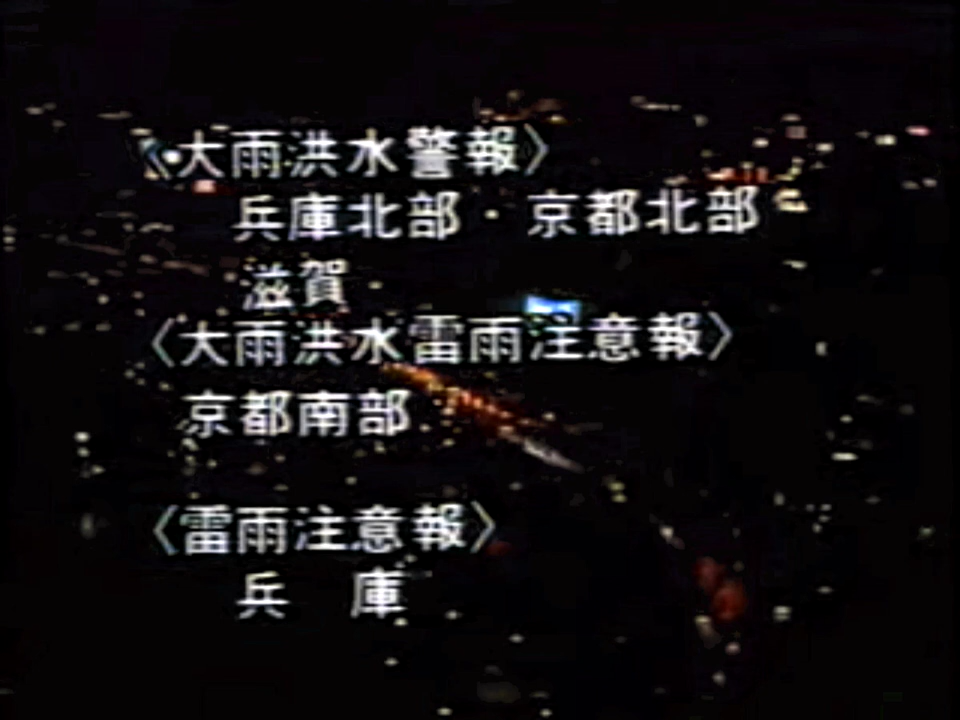 〈大雨洪水警報〉
兵庫北部・京都北部
滋賀
〈大雨洪水雷雨注意報〉
京都南部
〈雷雨注意報〉
兵 庫